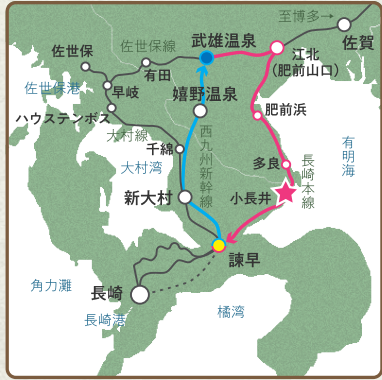 至博多→
佐賀
佐世保
佐世保線
武雄温泉
江北
(肥前山口)
有田
早岐
佐世保港
嬉野温泉
ハウステンボス
肥前浜
大村線
千綿
西九州新幹線
有明海
大村湾
多良
長崎本線
新大村
小長井
諫早
角力灘
長崎
橘湾
長崎港